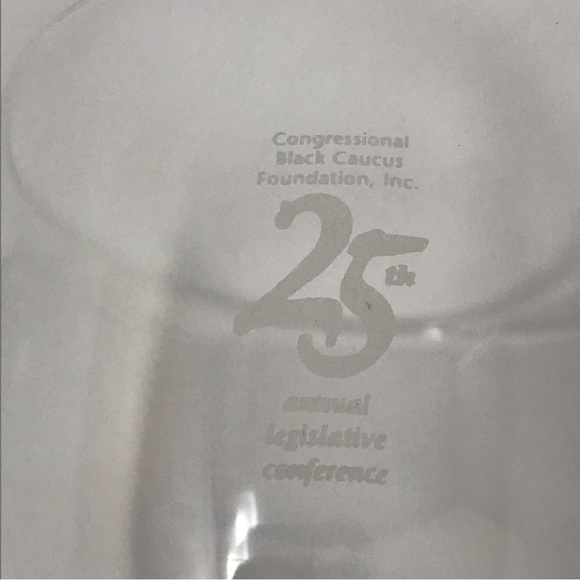 Congressional
Black Caucus
Foundation, Inc.
25th
annual
legislative
conference